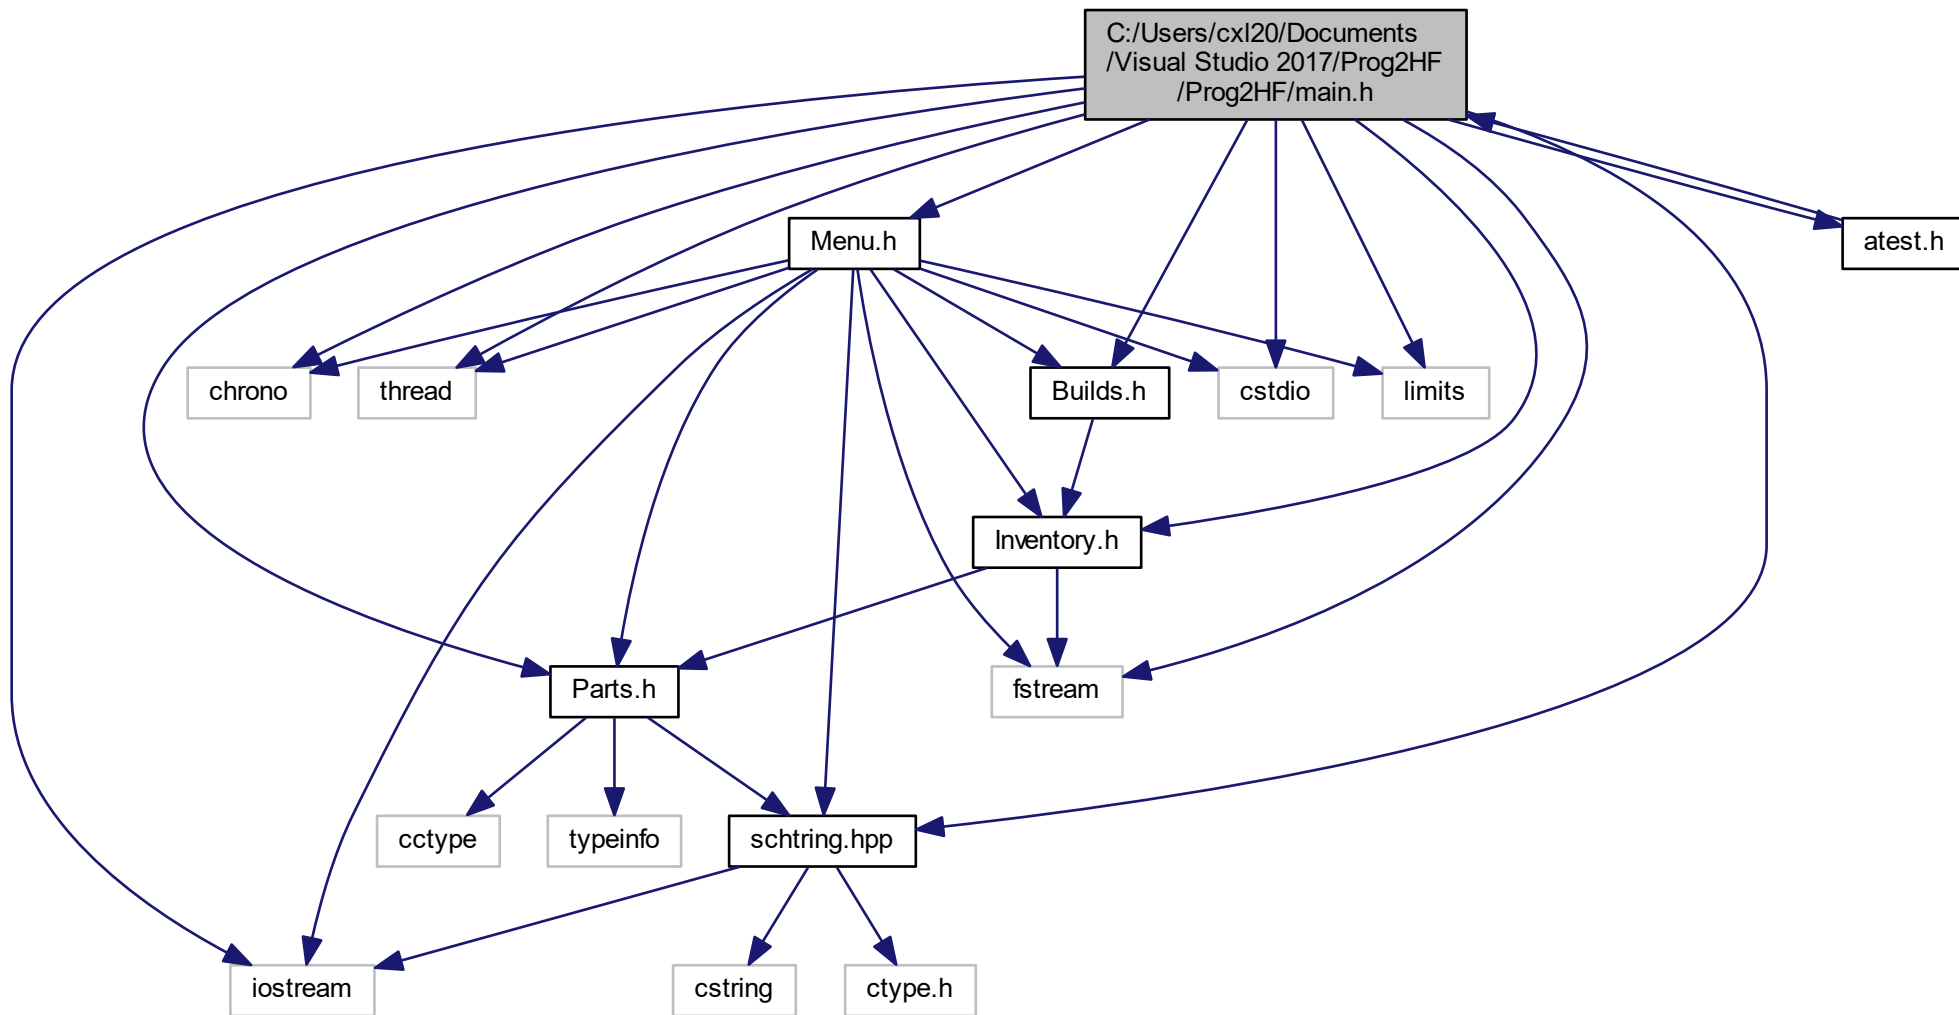 C:/Users/cxl20/Documents
/Visual Studio 2017/Prog2HF
/Prog2HF/main.h
Menu.h
atest.h
chrono
thread
Builds.h
cstdio
limits
Inventory.h
Parts.h
fstream
cctype
typeinfo
schtring.hpp
iostream
cstring
ctype.h